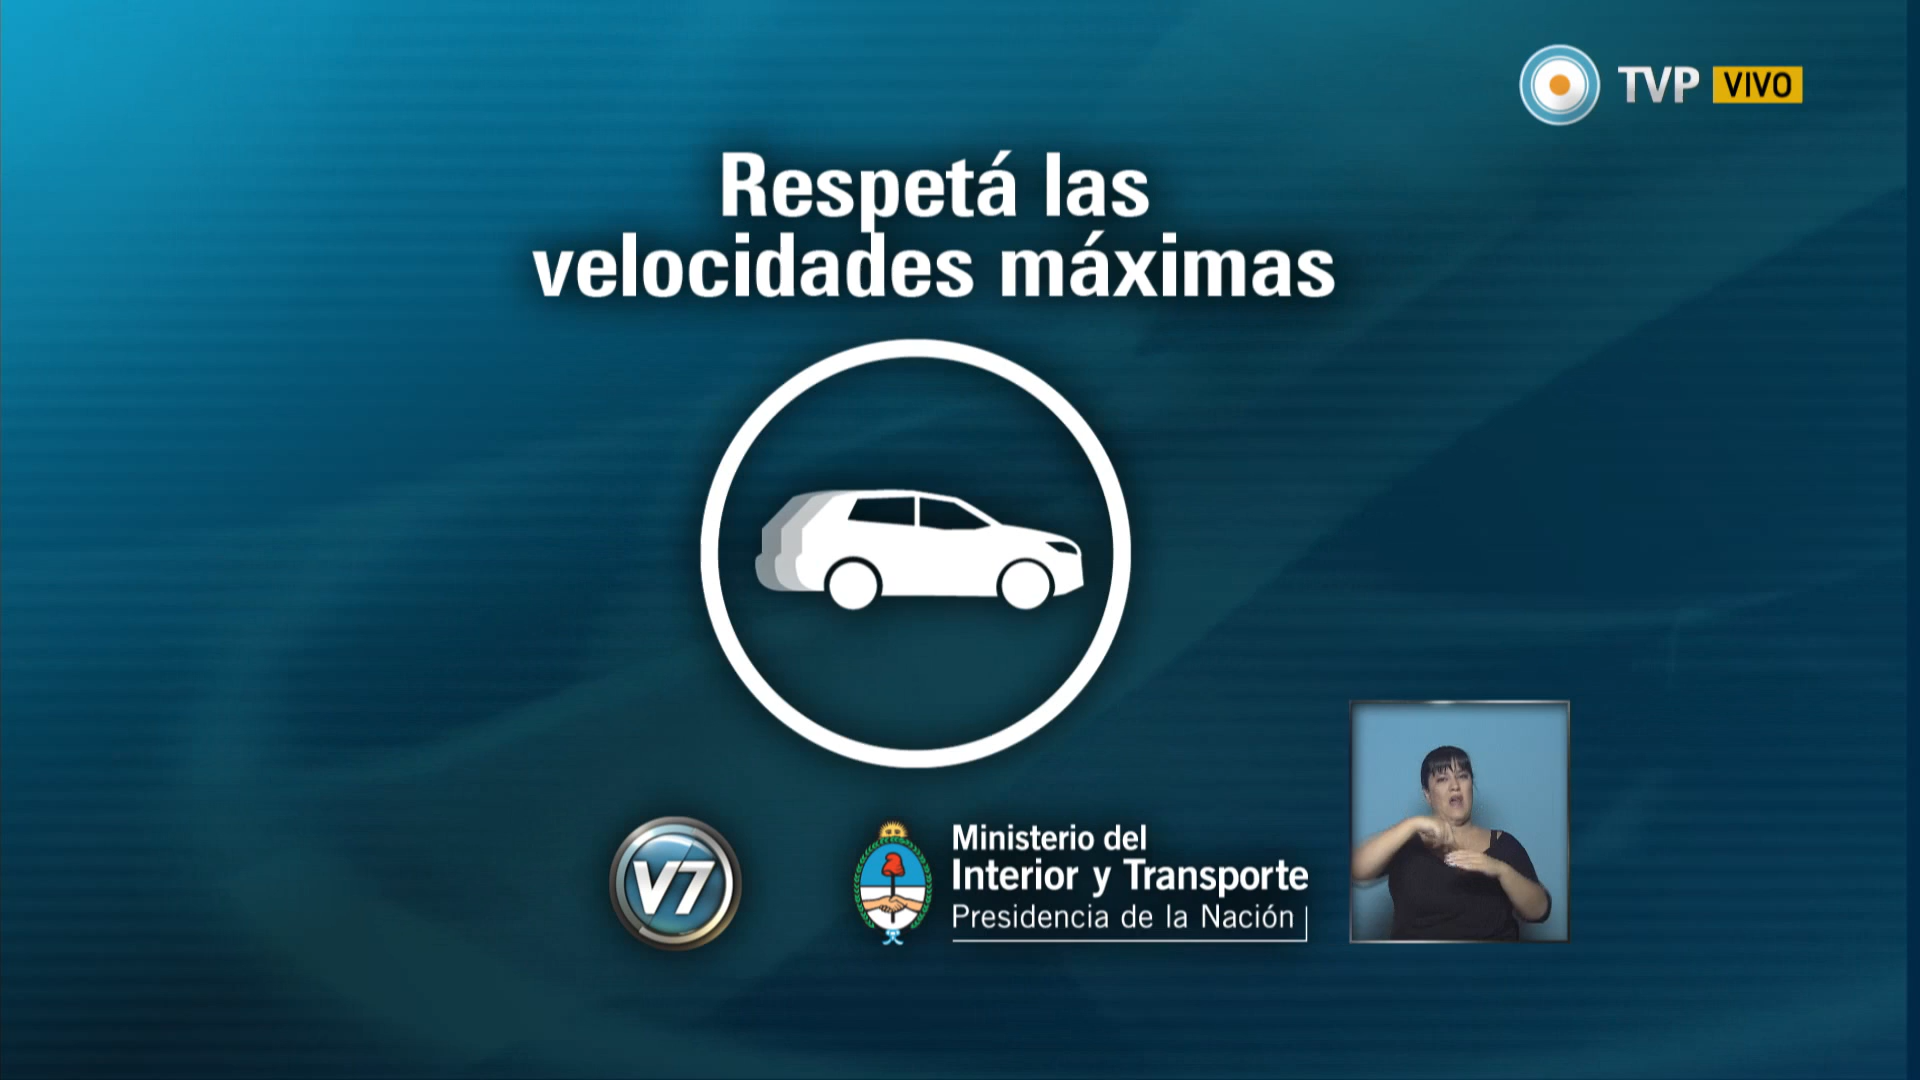 TVP VIVO
Respetá las
velocidades máximas
V7
Ministerio del
Interior y Transporte
Presidencia de la Nación